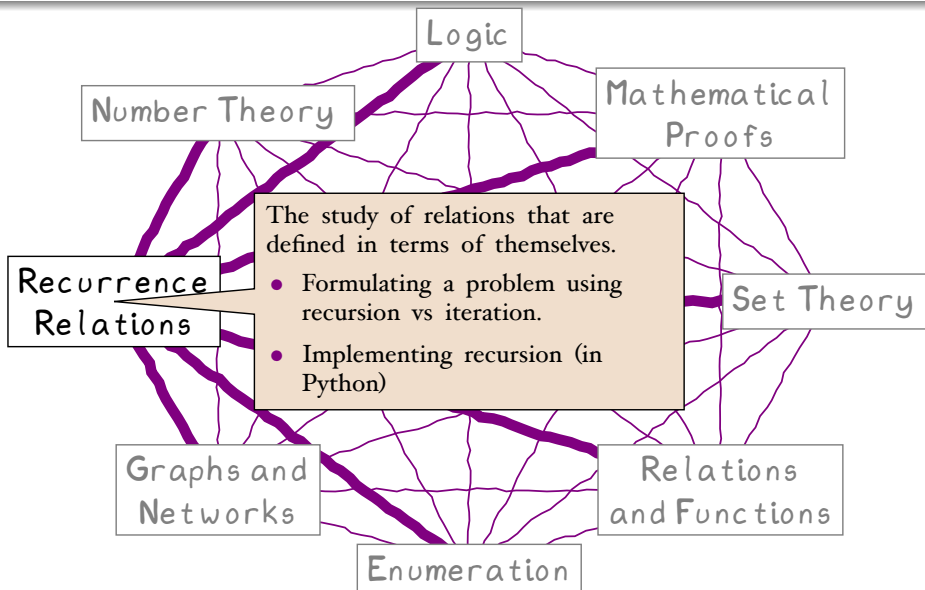 Logic
Number Theory
Mathematical
Proofs
The study of relations that are
defined in terms of themselves.
• Formulating a problem using
recursion vs iteration.
• Implementing recursion (in
Python)
Recurrence
Relations
Set Theory
Graphs and
Networks
Relations
and Functions
Enumeration